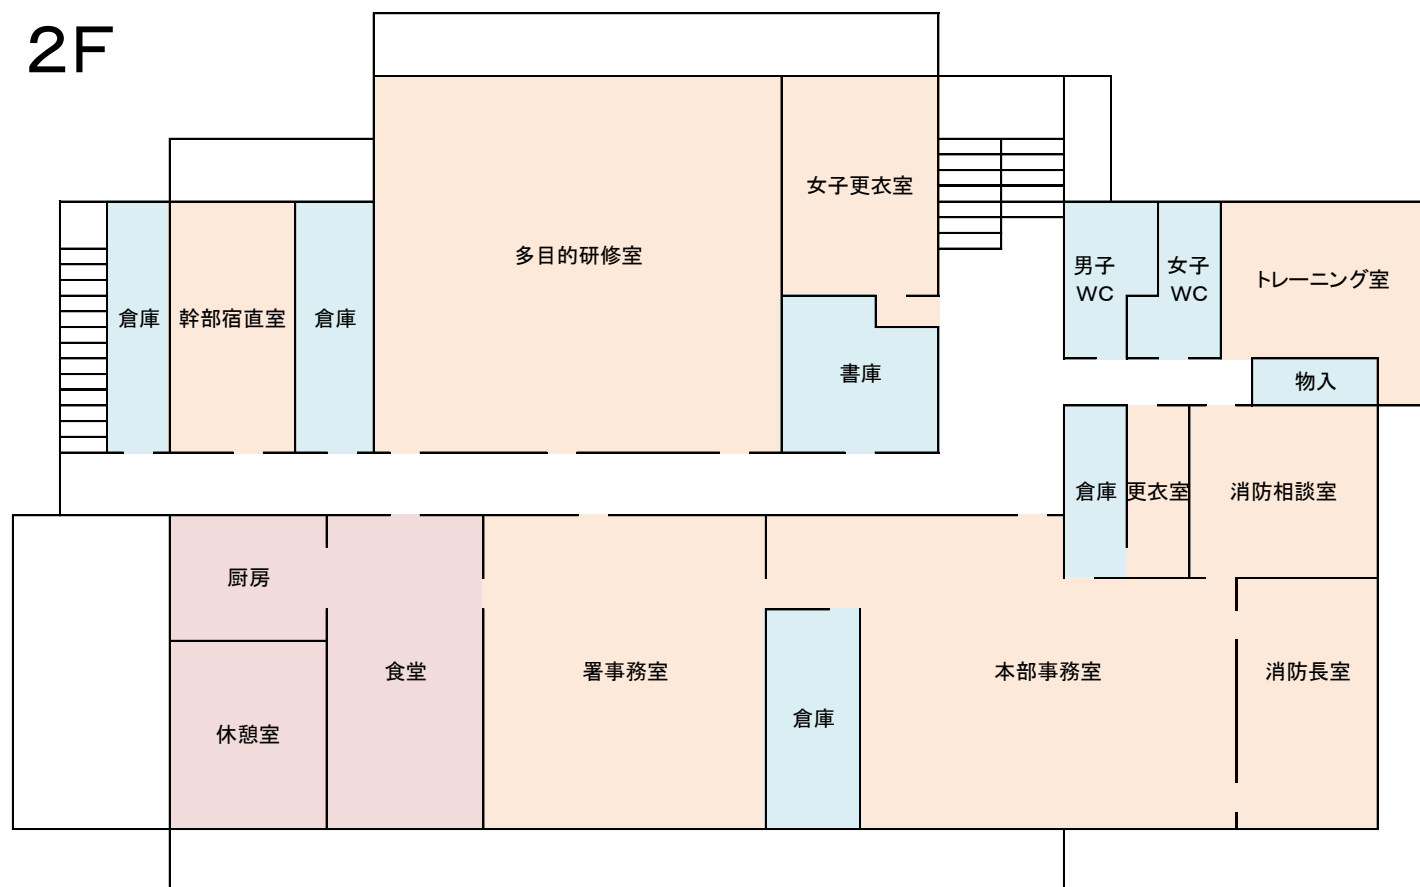 ２Ｆ
女子更衣室
多目的研修室
男子
ＷＣ
女子
ＷＣ
トレーニング室
倉庫
幹部宿直室
倉庫
書庫
物入
倉庫
更衣室
消防相談室
厨房
食堂
署事務室
本部事務室
消防長室
倉庫
休憩室